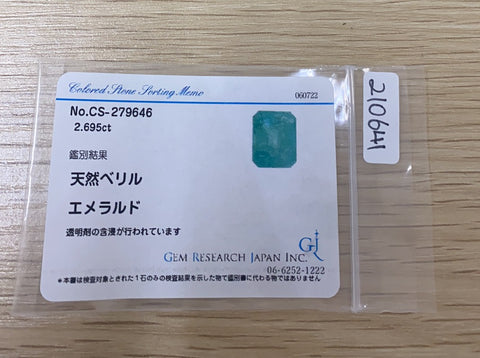 Colored Stone Sorting Memo
060722
No.CS-279646
2.695ct
鑑別結果
天然ベリル
エメラルド
透明剤の含浸が行われています
GJ
GEM RESEARCH JAPAN INC.
06-6252-1222
*本書は検査対象とされた1石のみの検査結果を示した物で鑑別書に代わる物ではありません
210641